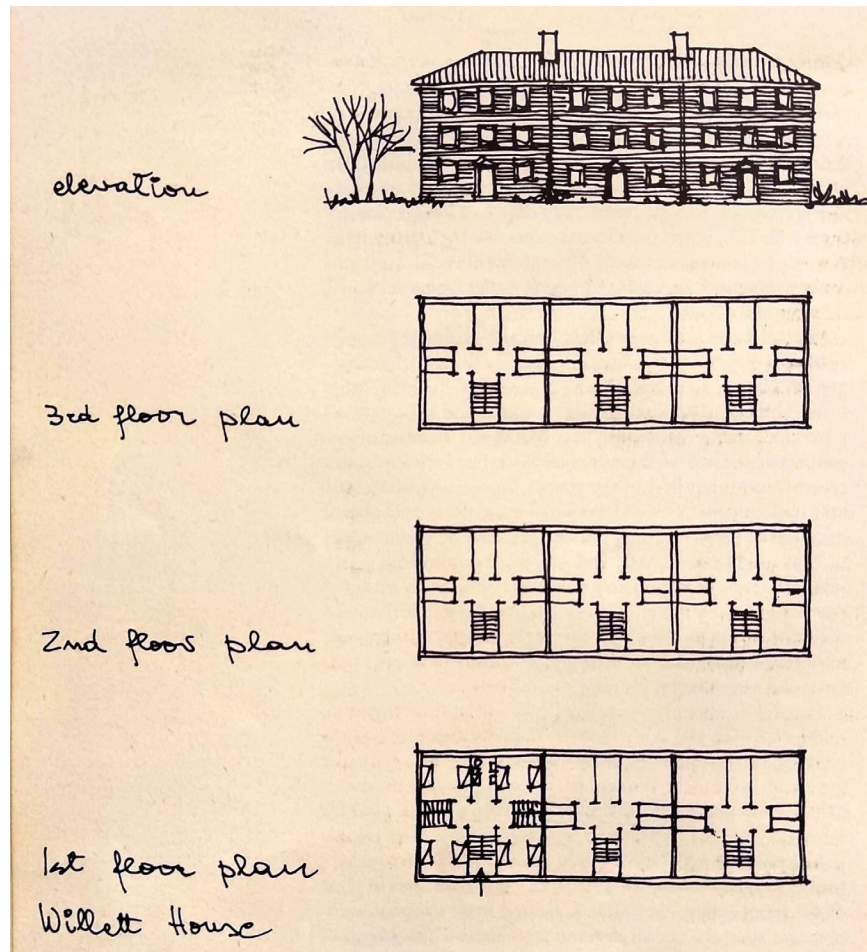 elevation
3rd floor plan
2nd floor plan
1st floor plan
Willett House